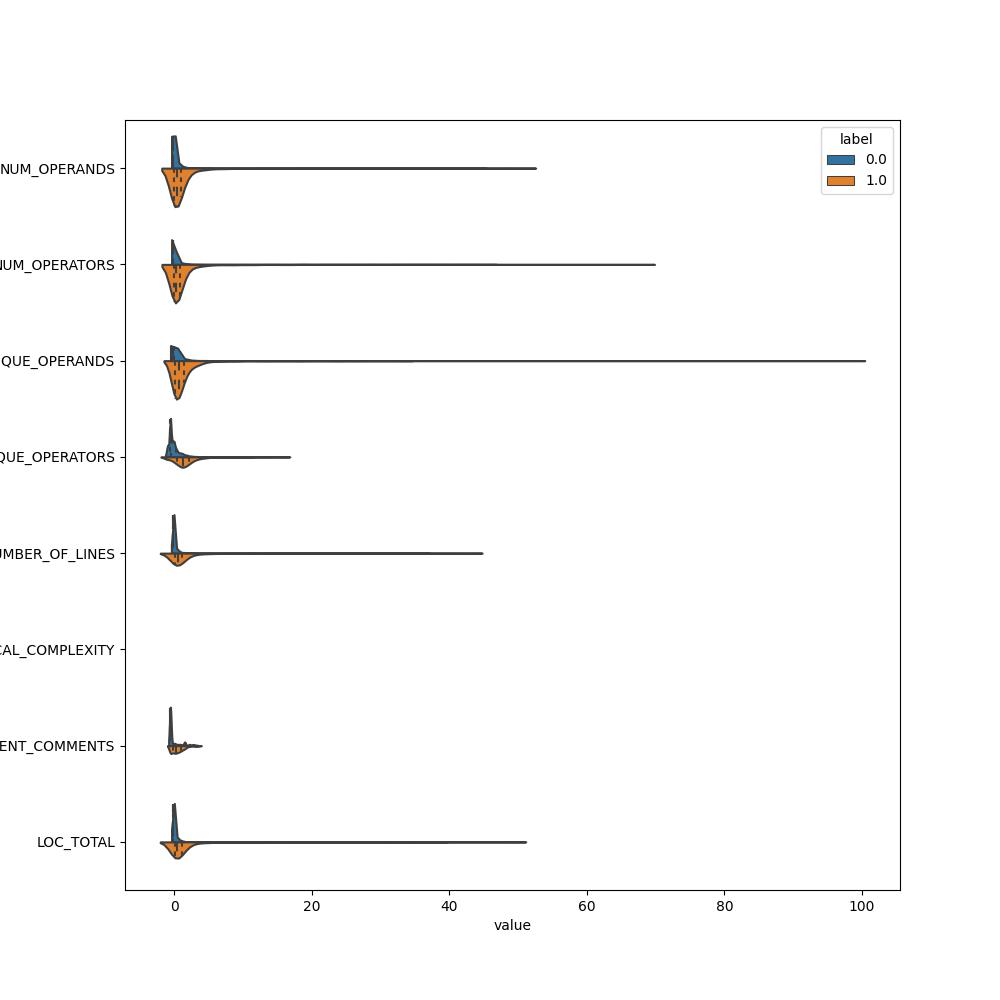 label
0.0
1.0
NUM_OPERANDS
NUM_OPERATORS
QUE_OPERANDS
QUE_OPERATORS
UMBER_OF_LINES
CAL_COMPLEXITY
ENT_COMMENTS
LOC_TOTAL
0 20 40 60 80 100
value